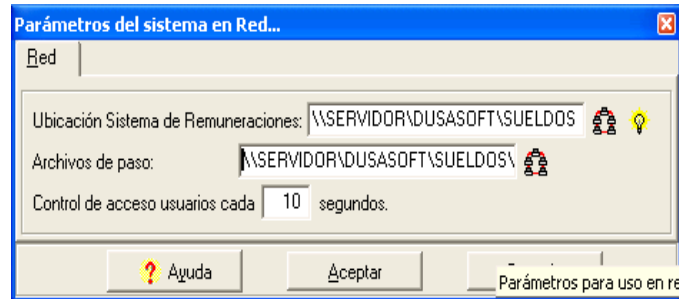 Parámetros del sistema en Red...
Red
Ubicación Sistema de Remuneraciones: \\SERVIDOR\DUSASOFT\SUELDOS
Archivos de paso: \\SERVIDOR\DUSASOFT\SUELDOS\
Control de acceso usuarios cada 10 segundos.
? Ayuda Aceptar
Parámetros para uso en re